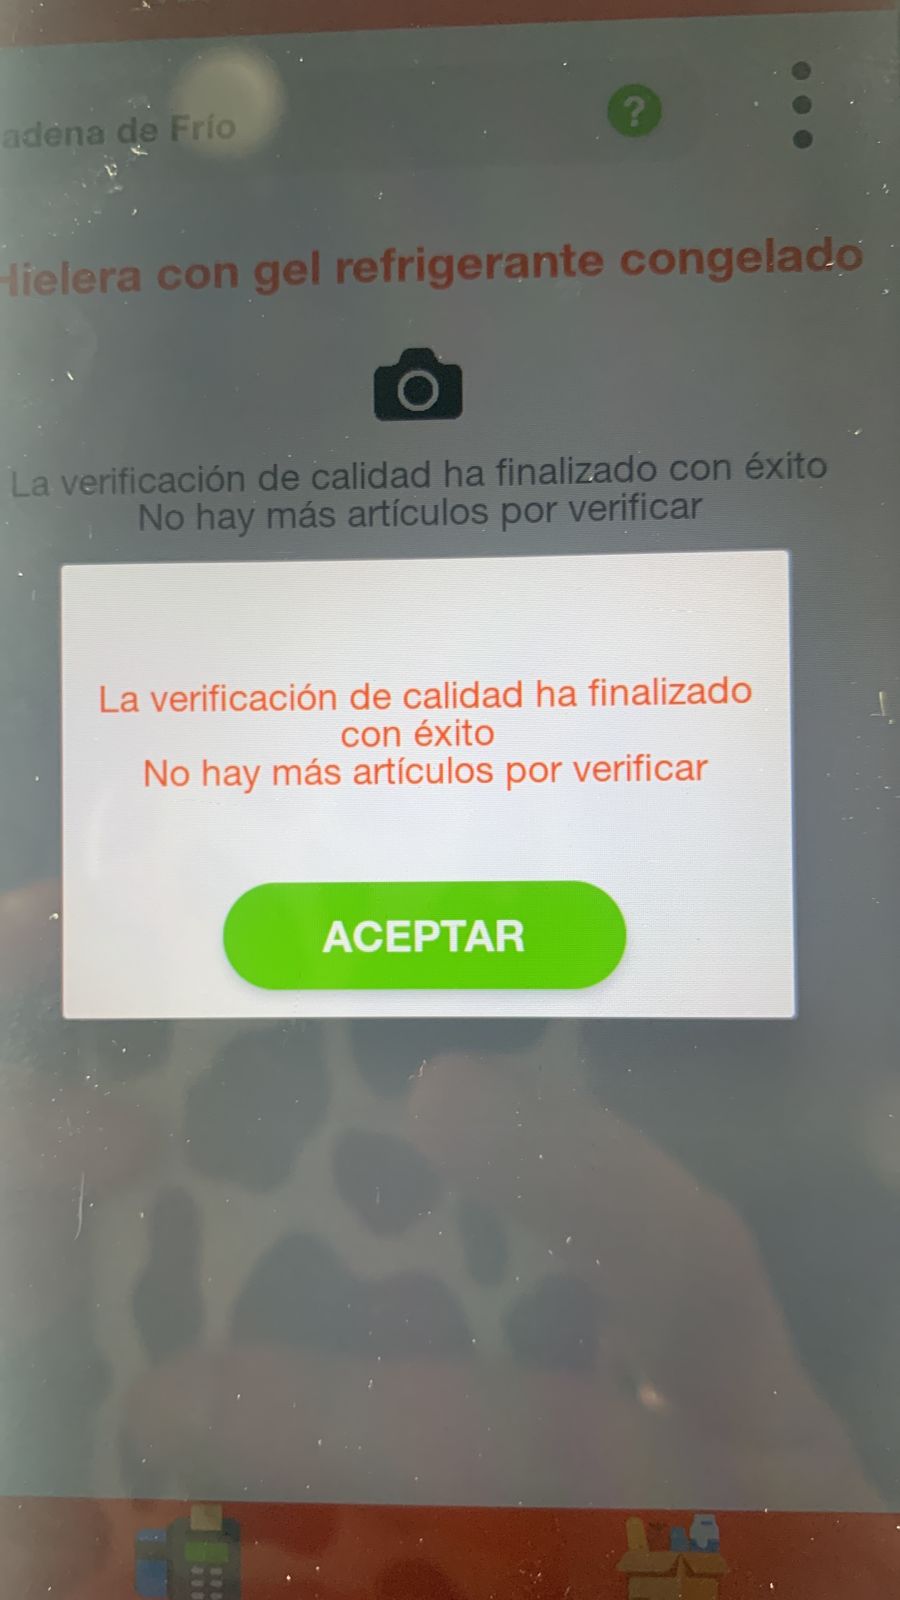 adena de Frío
?
Hielera con gel refrigerante congelado
La verificación de calidad ha finalizado con éxito
No hay más artículos por verificar
La verificación de calidad ha finalizado
con éxito
No hay más artículos por verificar
ACEPTAR